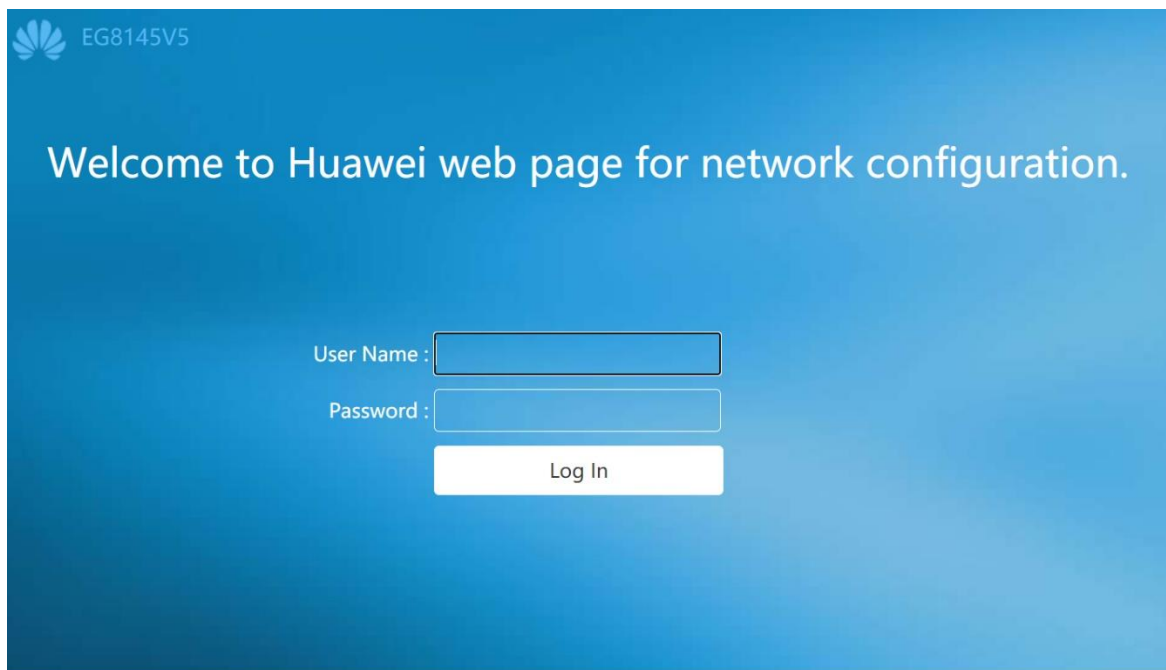 EG8145V5
Welcome to Huawei web page for network configuration.
User Name :
Password :
Log In